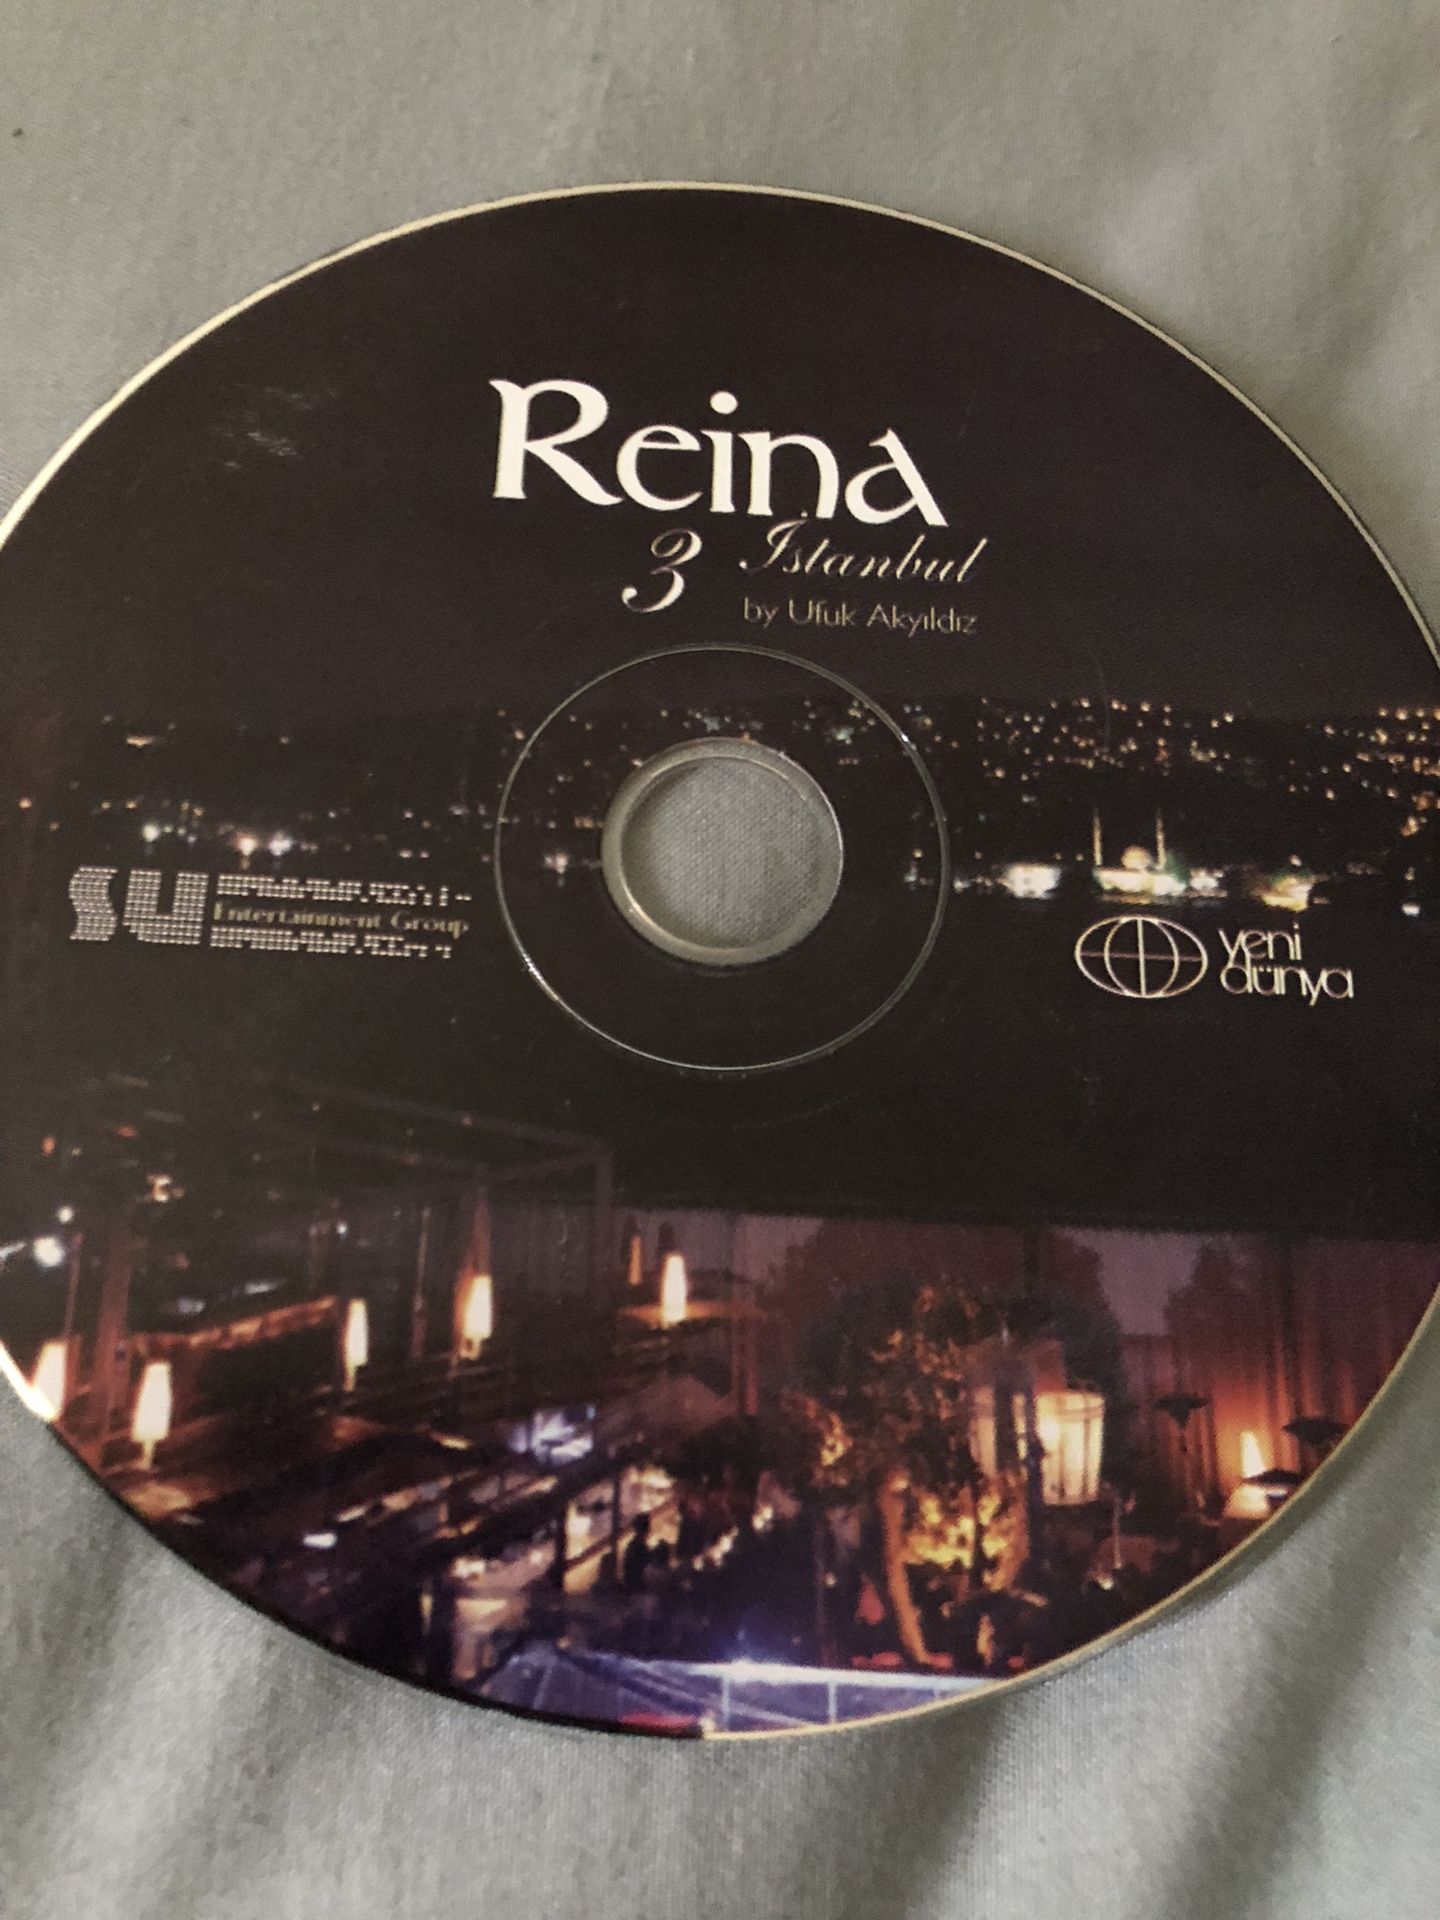 Reina
3 İstanbul
by Ufuk Akyıldız
SU Entertainment Group
yeni
dünya